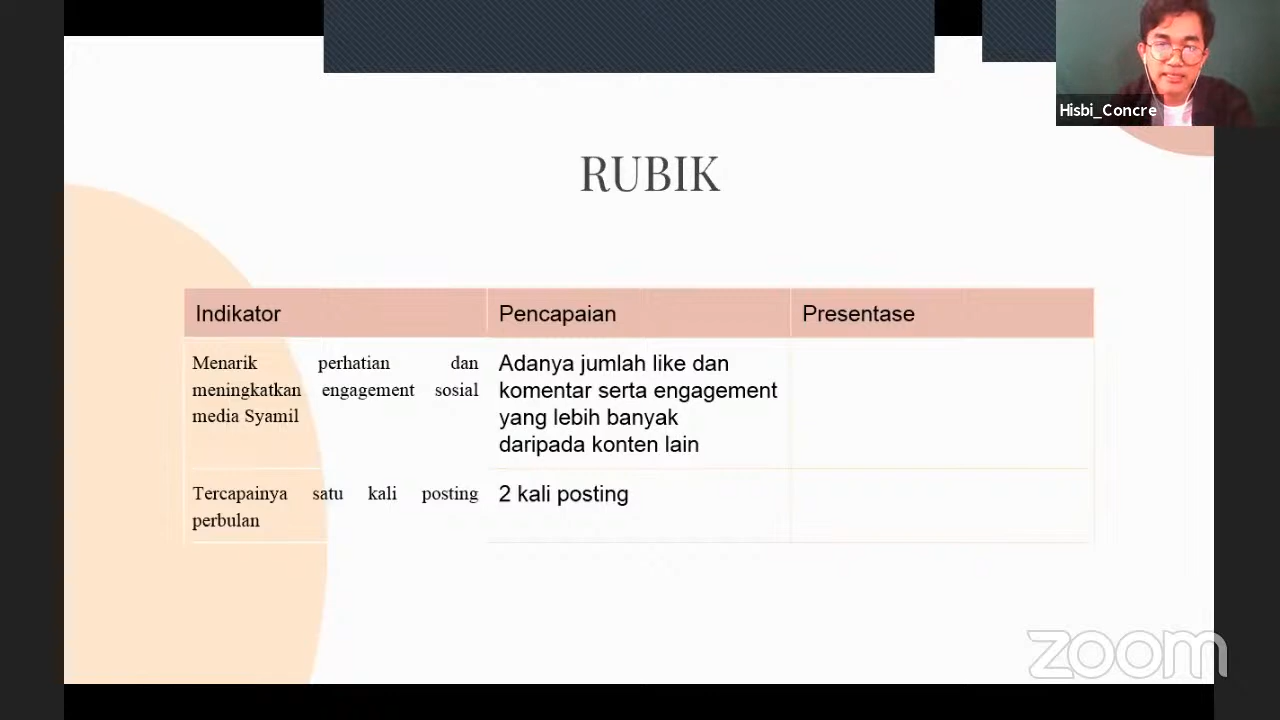 Hisbi_Concre
RUBIK
Indikator
Pencapaian
Presentase
Menarik perhatian dan
meningkatkan engagement sosial
media Syamil
Adanya jumlah like dan
komentar serta engagement
yang lebih banyak
daripada konten lain
Tercapainya satu kali posting
perbulan
2 kali posting
zoom